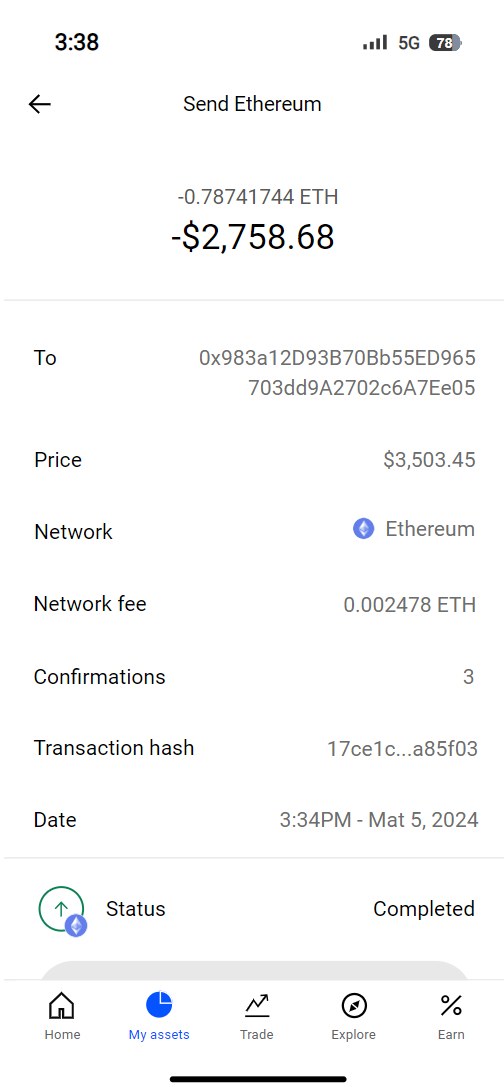 3:38 5G 78
Send Ethereum
-0.78741744 ETH
-$2,758.68
To 0x983a12D93B70Bb55ED965
703dd9A2702c6A7Ee05
Price $3,503.45
Network Ethereum
Network fee 0.002478 ETH
Confirmations 3
Transaction hash 17ce1c...a85f03
Date 3:34PM - Mat 5, 2024
Status Completed
Home My assets Trade Explore Earn